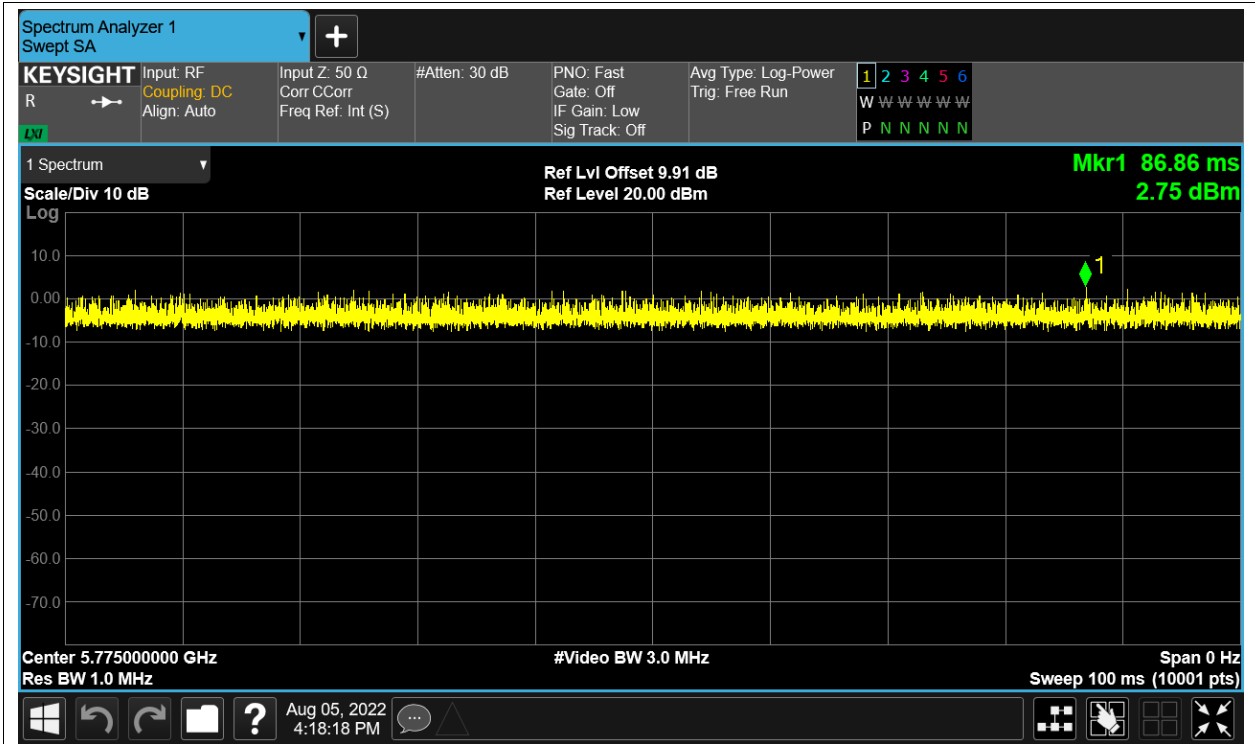 Spectrum Analyzer 1
Swept SA
KEYSIGHT
R
LXI
Input: RF
Coupling: DC
Align: Auto
Input Z: 50 Ω
Corr CCorr
Freq Ref: Int (S)
#Atten: 30 dB
PNO: Fast
Gate: Off
IF Gain: Low
Sig Track: Off
Avg Type: Log-Power
Trig: Free Run
1 2 3 4 5 6
W W W W W W
P N N N N N
1 Spectrum
Scale/Div 10 dB
Ref Lvl Offset 9.91 dB
Ref Level 20.00 dBm
Mkr1 86.86 ms
2.75 dBm
Log
10.0
1
0.00
-10.0
-20.0
-30.0
-40.0
-50.0
-60.0
-70.0
Center 5.775000000 GHz
Res BW 1.0 MHz
#Video BW 3.0 MHz
Span 0 Hz
Sweep 100 ms (10001 pts)
?
Aug 05, 2022
4:18:18 PM